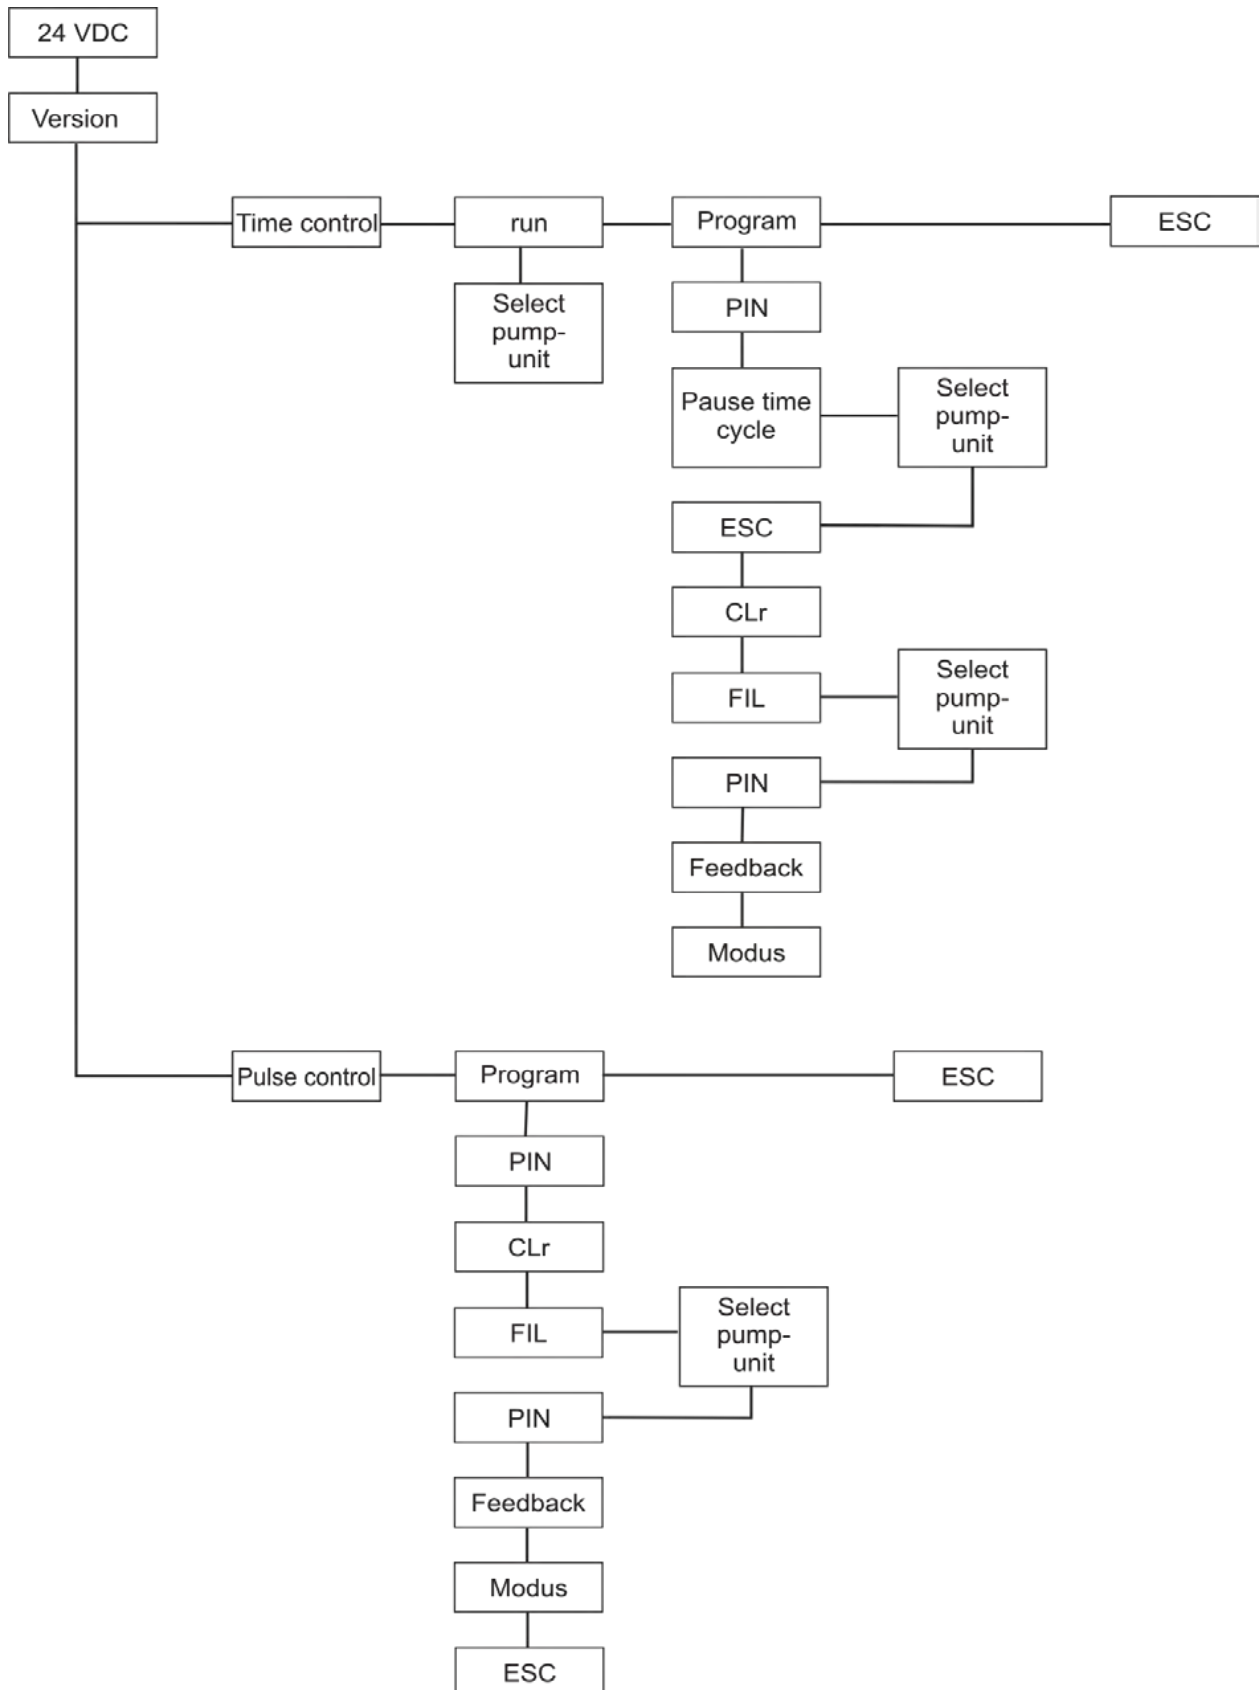 24 VDC
Version
Time control
run
Program
ESC
Select
pump-
unit
PIN
Pause time
cycle
Select
pump-
unit
ESC
CLr
FIL
Select
pump-
unit
PIN
Feedback
Modus
Pulse control
Program
ESC
PIN
CLr
FIL
Select
pump-
unit
PIN
Feedback
Modus
ESC